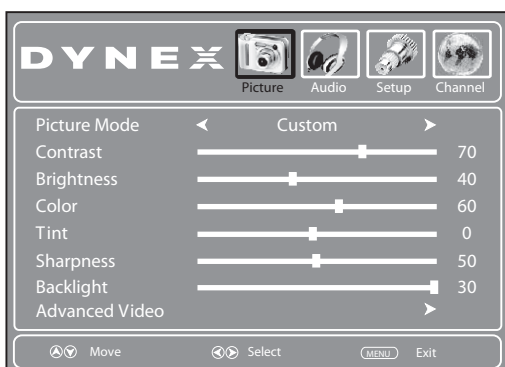 DYNEX
Picture Audio Setup Channel
Picture Mode Custom
Contrast 70
Brightness 40
Color 60
Tint 0
Sharpness 50
Backlight 30
Advanced Video
Move Select MENU Exit